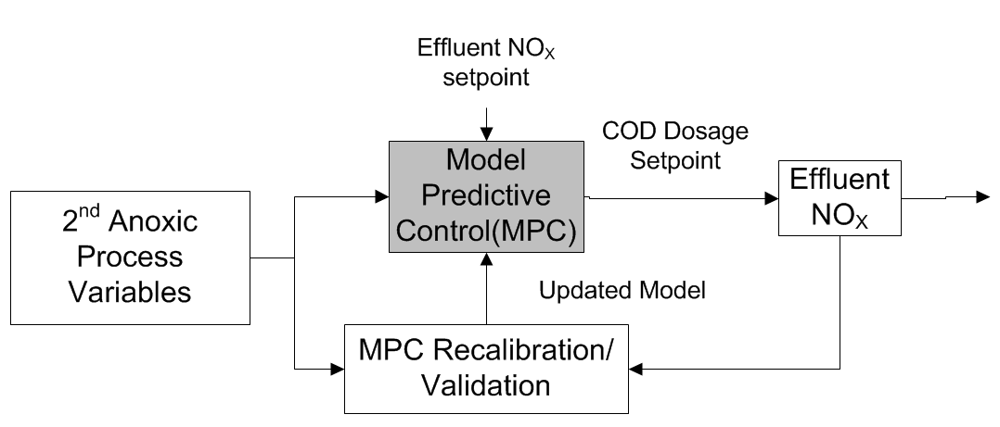 Effluent NOX
setpoint
COD Dosage
Setpoint
Model
Predictive
Control(MPC)
Effluent
NOX
2nd Anoxic
Process
Variables
Updated Model
MPC Recalibration/
Validation